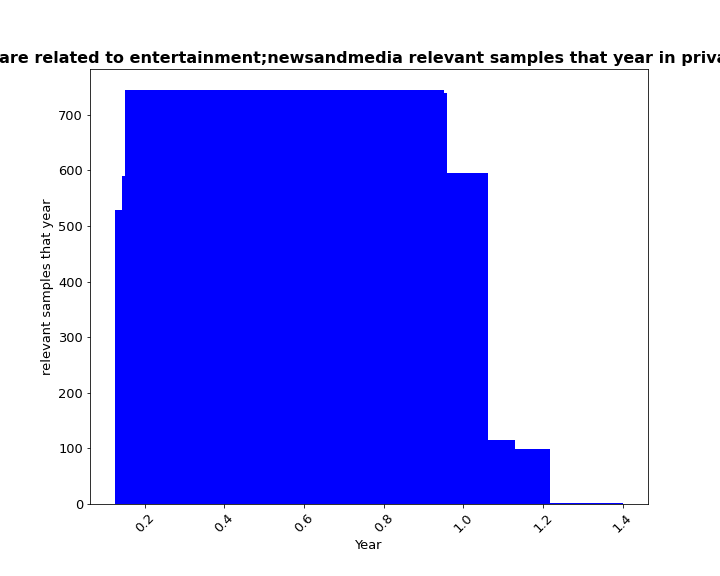 are related to entertainment;newsandmedia relevant samples that year in priva
700
600
500
400
300
200
100
0
relevant samples that year
0.2 0.4 0.6 0.8 1.0 1.2 1.4
Year